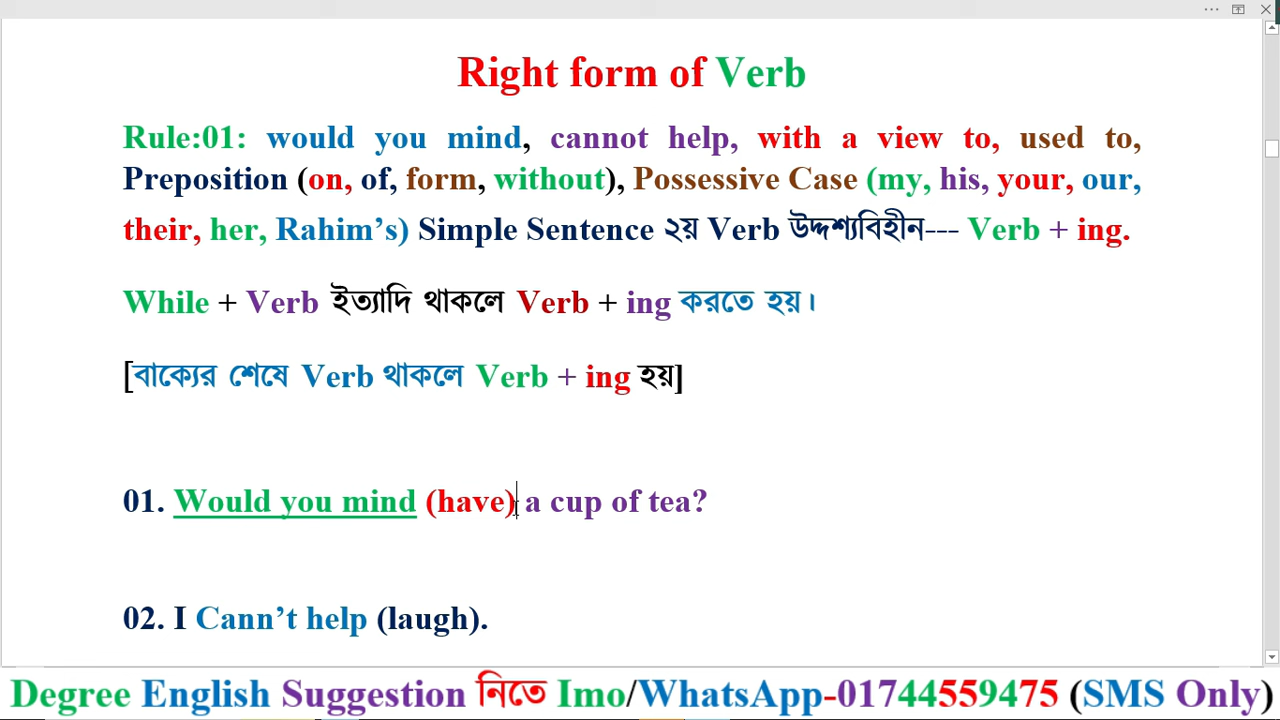 Right form of Verb
Rule:01: would you mind, cannot help, with a view to, used to,
Preposition (on, of, form, without), Possessive Case (my, his, your, our,
their, her, Rahim’s) Simple Sentence ২য় Verb উদ্দশ্যবিহীন--- Verb + ing.
While + Verb ইত্যাদি থাকলে Verb + ing করতে হয়।
[বাক্যের শেষে Verb থাকলে Verb + ing হয়]
01. Would you mind (have) a cup of tea?
02. I Cann’t help (laugh).
Degree English Suggestion নিতে Imo/WhatsApp-01744559475 (SMS Only)